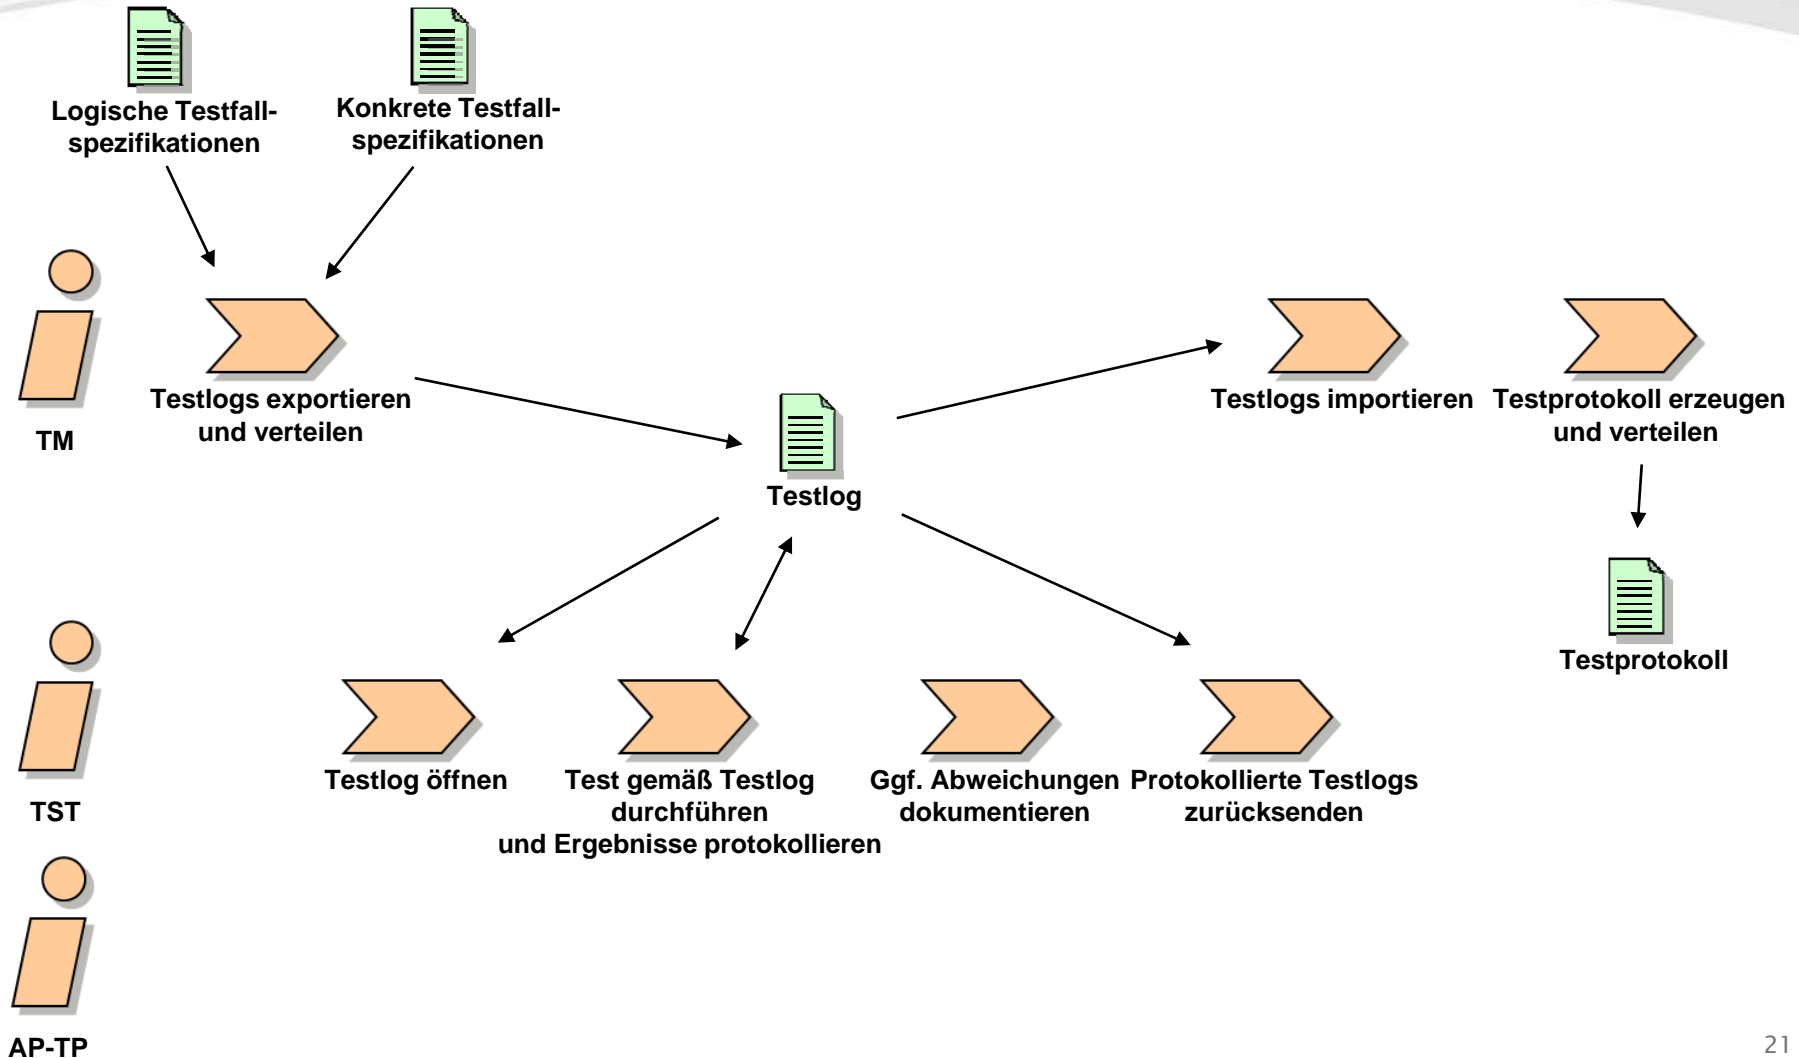 Logische Testfall-
spezifikationen
Konkrete Testfall-
spezifikationen
TM
Testlogs exportieren
und verteilen
Testlog
Testlogs importieren
Testprotokoll erzeugen
und verteilen
Testprotokoll
TST
Testlog öffnen
Test gemäß Testlog
durchführen
und Ergebnisse protokollieren
Ggf. Abweichungen
dokumentieren
Protokollierte Testlogs
zurücksenden
AP-TP
21